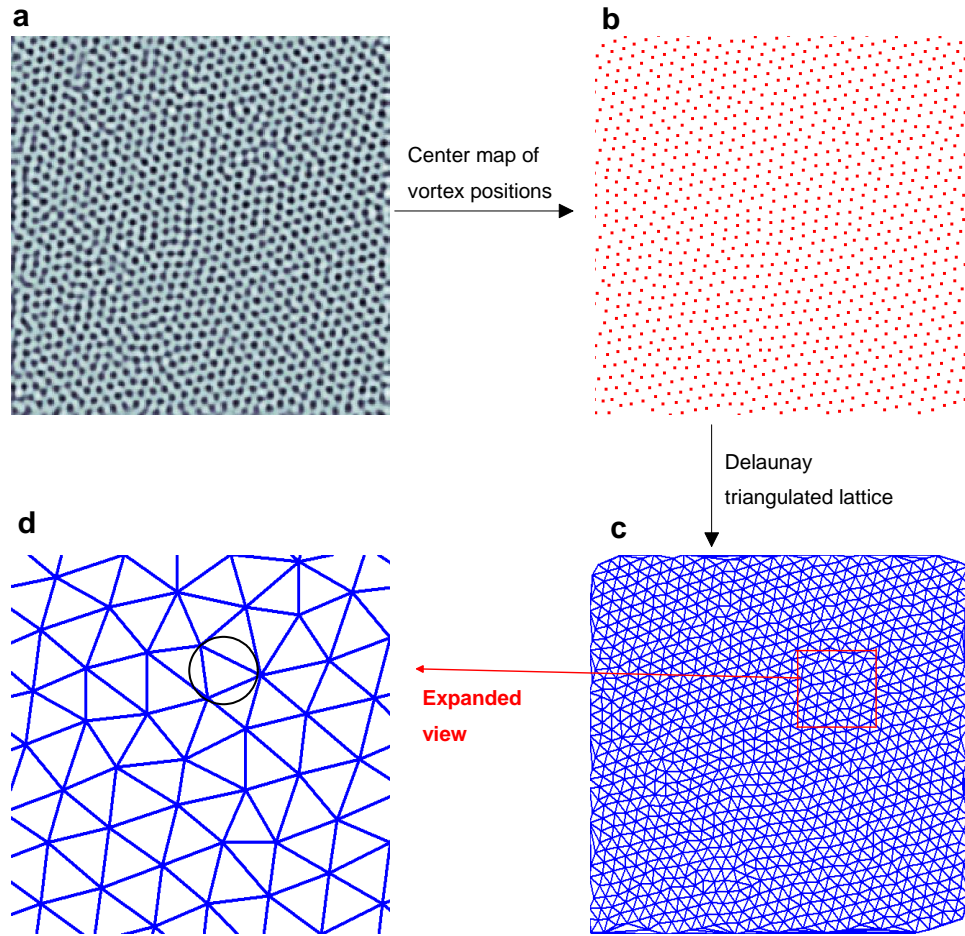 a
b
Center map of
vortex positions
Delaunay
triangulated lattice
d
c
Expanded
view